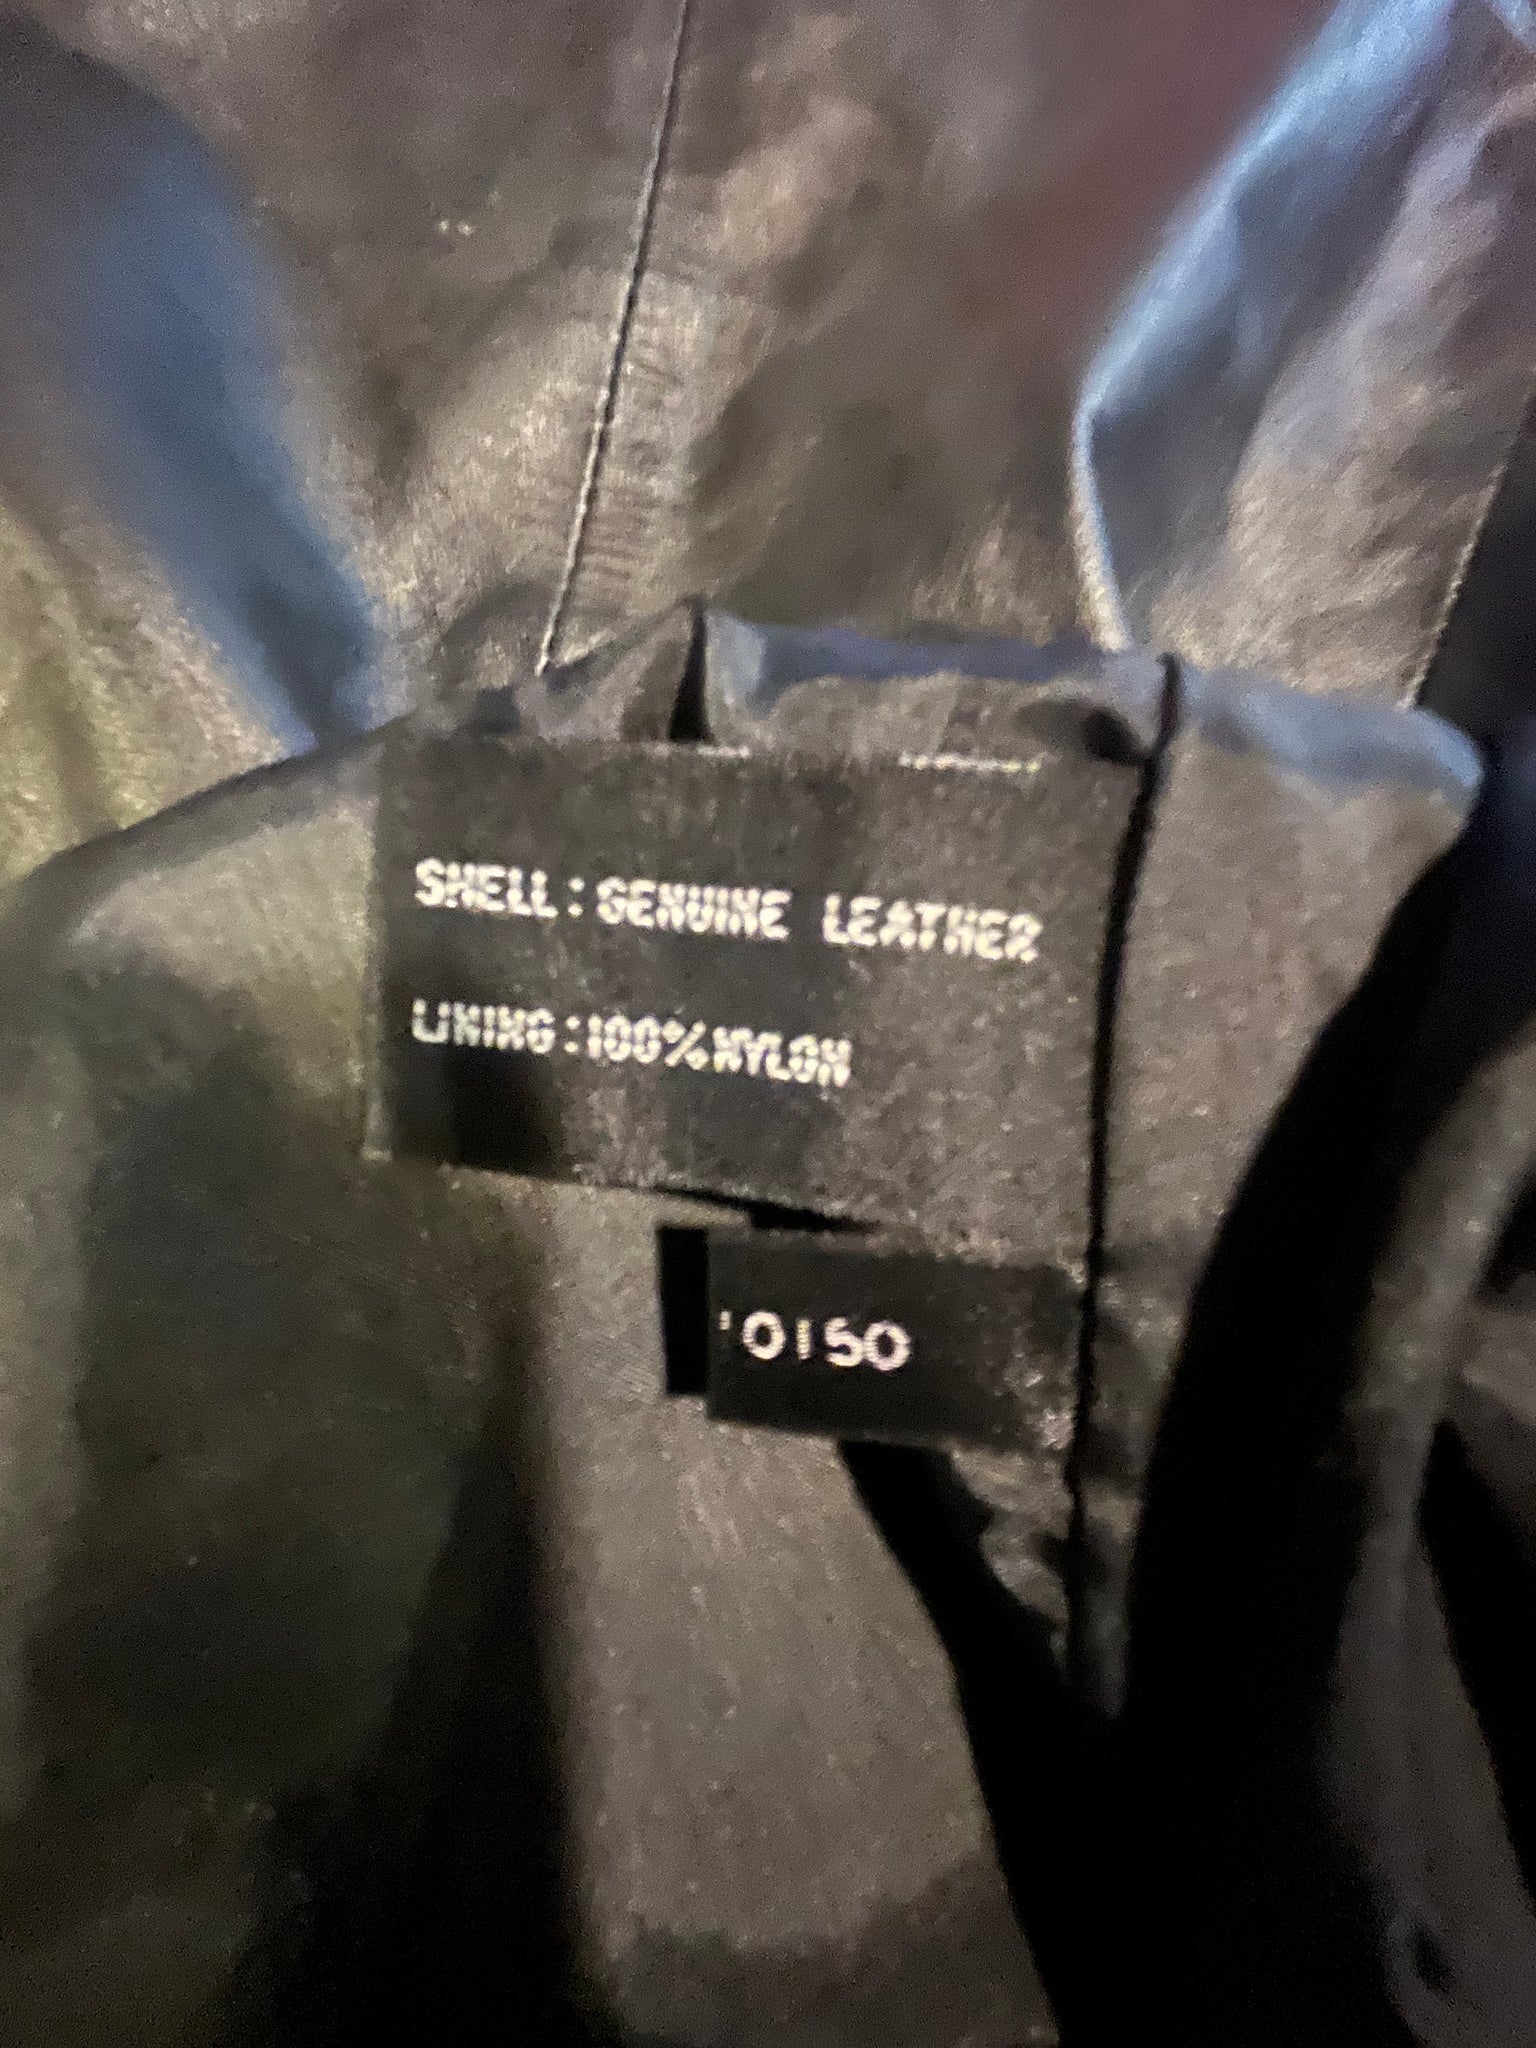 SHELL:GENUINE LEATHER
LINING:100%NYLON
'0150